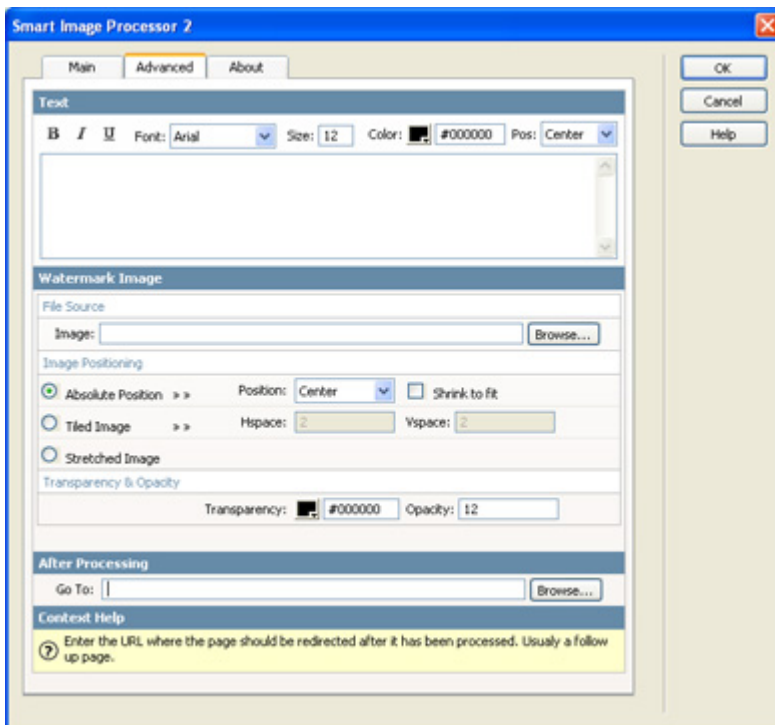 Smart Image Processor 2
Main Advanced About
OK
Cancel
Help
Text
B I U Font: Arial Size: 12 Color: #000000 Pos: Center
Watermark Image
File Source
Image: Browse...
Image Positioning
Absolute Position » » Position: Center Shrink to fit
Tiled Image » » Hspace: 2 Vspace: 2
Stretched Image
Transparency & Opacity
Transparency: #000000 Opacity: 12
After Processing
Go To: Browse...
Context Help
Enter the URL where the page should be redirected after it has been processed. Usualy a follow
up page.